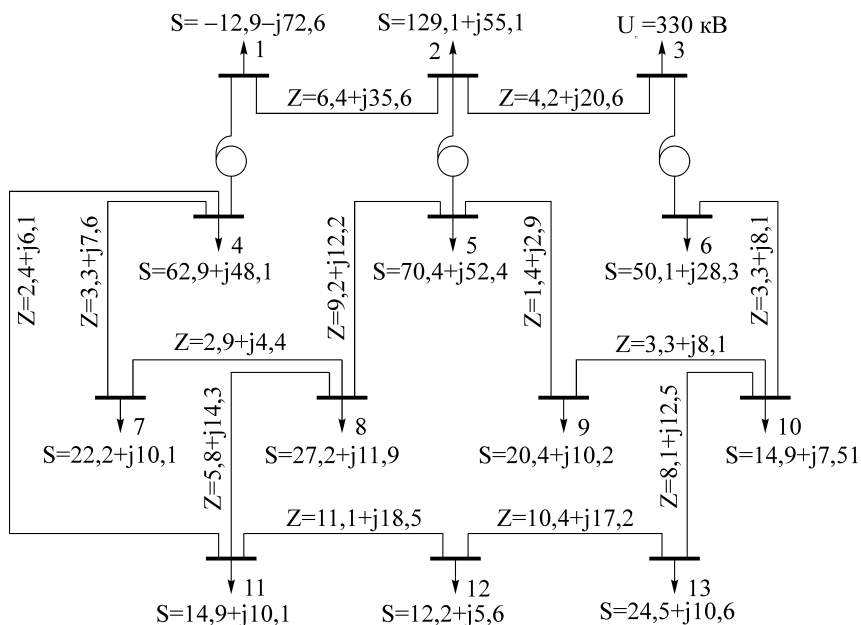 S= –12,9–j72,6
S=129,1+j55,1
U. =330 кВ
1
2
3
Z=6,4+j35,6
Z=4,2+j20,6
Z=2,4+j6,1
Z=3,3+j7,6
4
S=62,9+j48,1
Z=9,2+j12,2
5
S=70,4+j52,4
Z=1,4+j2,9
6
S=50,1+j28,3
Z=3,3+j8,1
Z=2,9+j4,4
Z=3,3+j8,1
7
S=22,2+j10,1
Z=5,8+j14,3
8
S=27,2+j11,9
9
S=20,4+j10,2
Z=8,1+j12,5
10
S=14,9+j7,51
Z=11,1+j18,5
Z=10,4+j17,2
11
S=14,9+j10,1
12
S=12,2+j5,6
13
S=24,5+j10,6